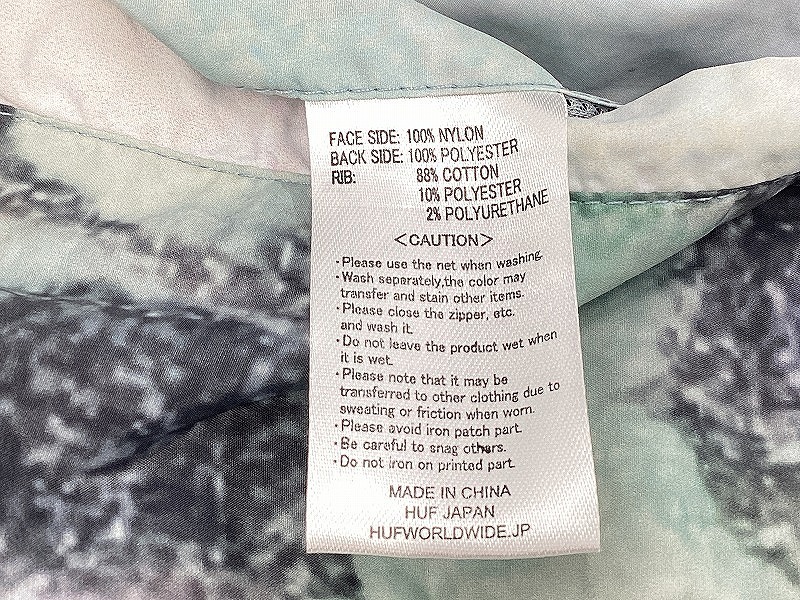 FACE SIDE: 100% NYLON
BACK SIDE: 100% POLYESTER
RIB: 88% COTTON
10% POLYESTER
2% POLYURETHANE
<CAUTION>
・Please use the net when washing.
・Wash separately,the color may
transfer and stain other items.
・Please close the zipper, etc.
and wash it.
・Do not leave the product wet when
it is wet.
・Please note that it may be
transferred to other clothing due to
sweating or friction when worn.
・Please avoid iron patch part.
・Be careful to snag others.
・Do not iron on printed part.
MADE IN CHINA
HUF JAPAN
HUFWORLDWIDE.JP